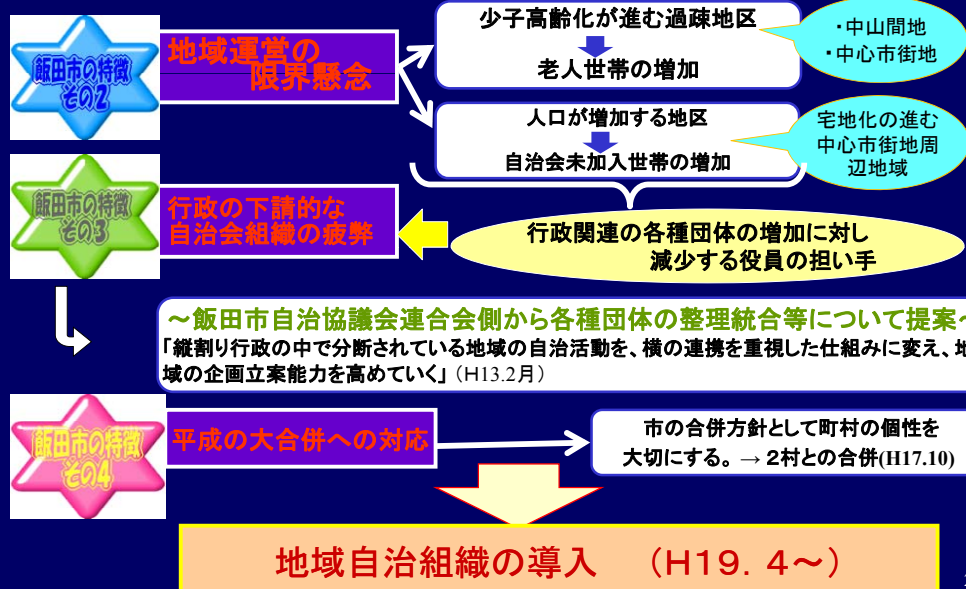 飯田市の特徴
その2
地域運営の
限界懸念
少子高齢化が進む過疎地区
老人世帯の増加
・中山間地
・中心市街地
人口が増加する地区
自治会未加入世帯の増加
宅地化の進む
中心市街地周
辺地域
飯田市の特徴
その3
行政の下請的な
自治会組織の疲弊
行政関連の各種団体の増加に対し
減少する役員の担い手
～飯田市自治協議会連合会側から各種団体の整理統合等について提案～
「縦割り行政の中で分断されている地域の自治活動を、横の連携を重視した仕組みに変え、地
域の企画立案能力を高めていく」（H13.2月）
飯田市の特徴
その4
平成の大合併への対応
市の合併方針として町村の個性を
大切にする。→２村との合併(H17.10)
地域自治組織の導入　（H19．4～）